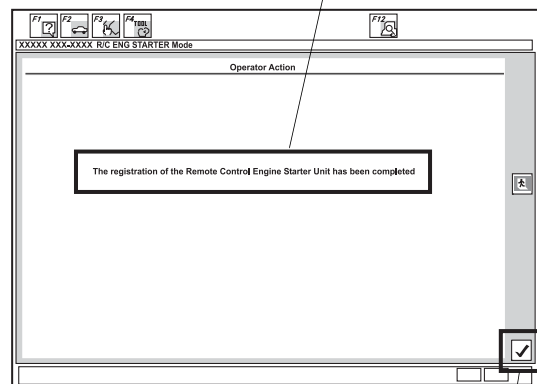 F1 F2 F3 F4 TOOL F12
XXXXX XXX-XXXX R/C ENG STARTER Mode
Operator Action
The registration of the Remote Control Engine Starter Unit has been completed